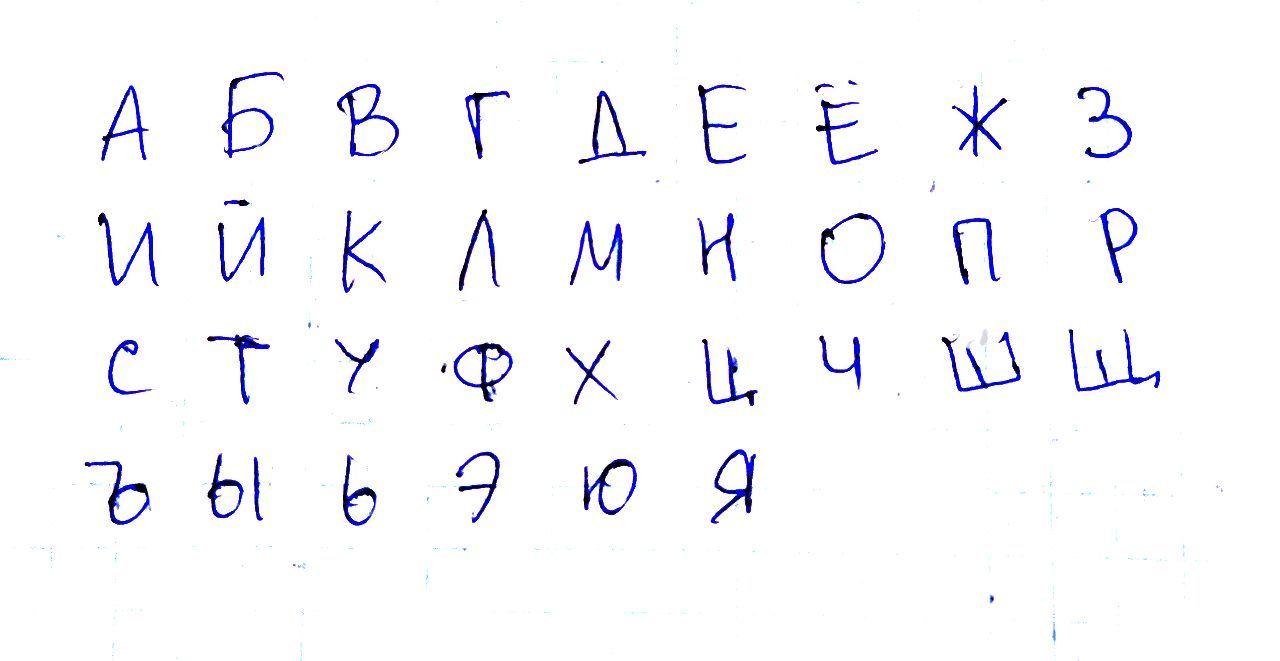 А Б В Г Д Е Ё Ж З
И Й К Л М Н О П Р
С Т У Ф Х Ц Ч Ш Щ
Ъ Ы Ь Э Ю Я